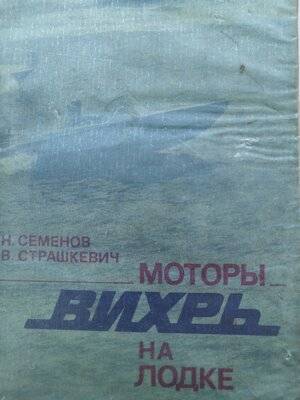 Н. СЕМЕНОВ
В. СТРАШКЕВИЧ
МОТОРЫ
ВИХРЬ
НА
ЛОДКЕ